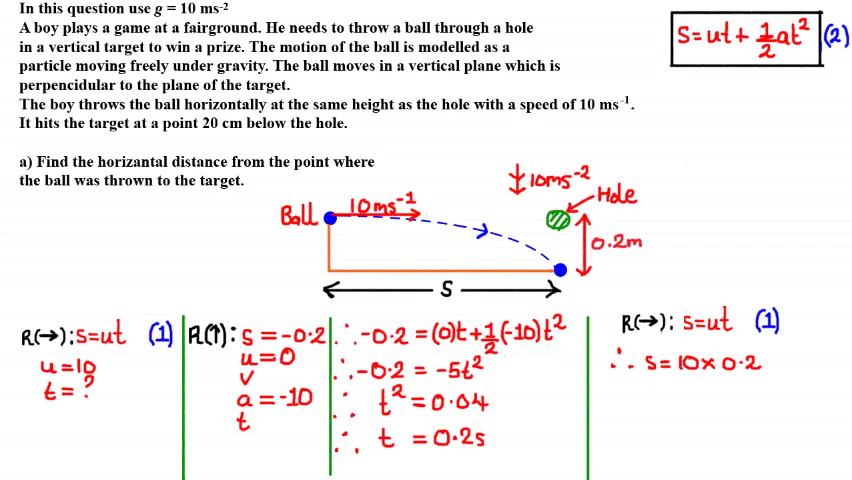 In this question use g = 10 ms-2
A boy plays a game at a fairground. He needs to throw a ball through a hole
in a vertical target to win a prize. The motion of the ball is modelled as a
particle moving freely under gravity. The ball moves in a vertical plane which is
perpencidular to the plane of the target.
The boy throws the ball horizontally at the same height as the hole with a speed of 10 ms⁻¹.
It hits the target at a point 20 cm below the hole.
S=ut+½at² (2)
a) Find the horizantal distance from the point where
the ball was thrown to the target.
10ms⁻²
Hole
Ball
10ms⁻¹
0.2m
S
R(→): S=ut (1)
u=10
t=?
R(↑): S=-0.2
u=0
v
a=-10
t
∴ -0.2=(0)t+½(-10)t²
∴ -0.2=-5t²
∴ t²=0.04
∴ t=0.2s
R(→): S=ut (1)
∴ S=10×0.2